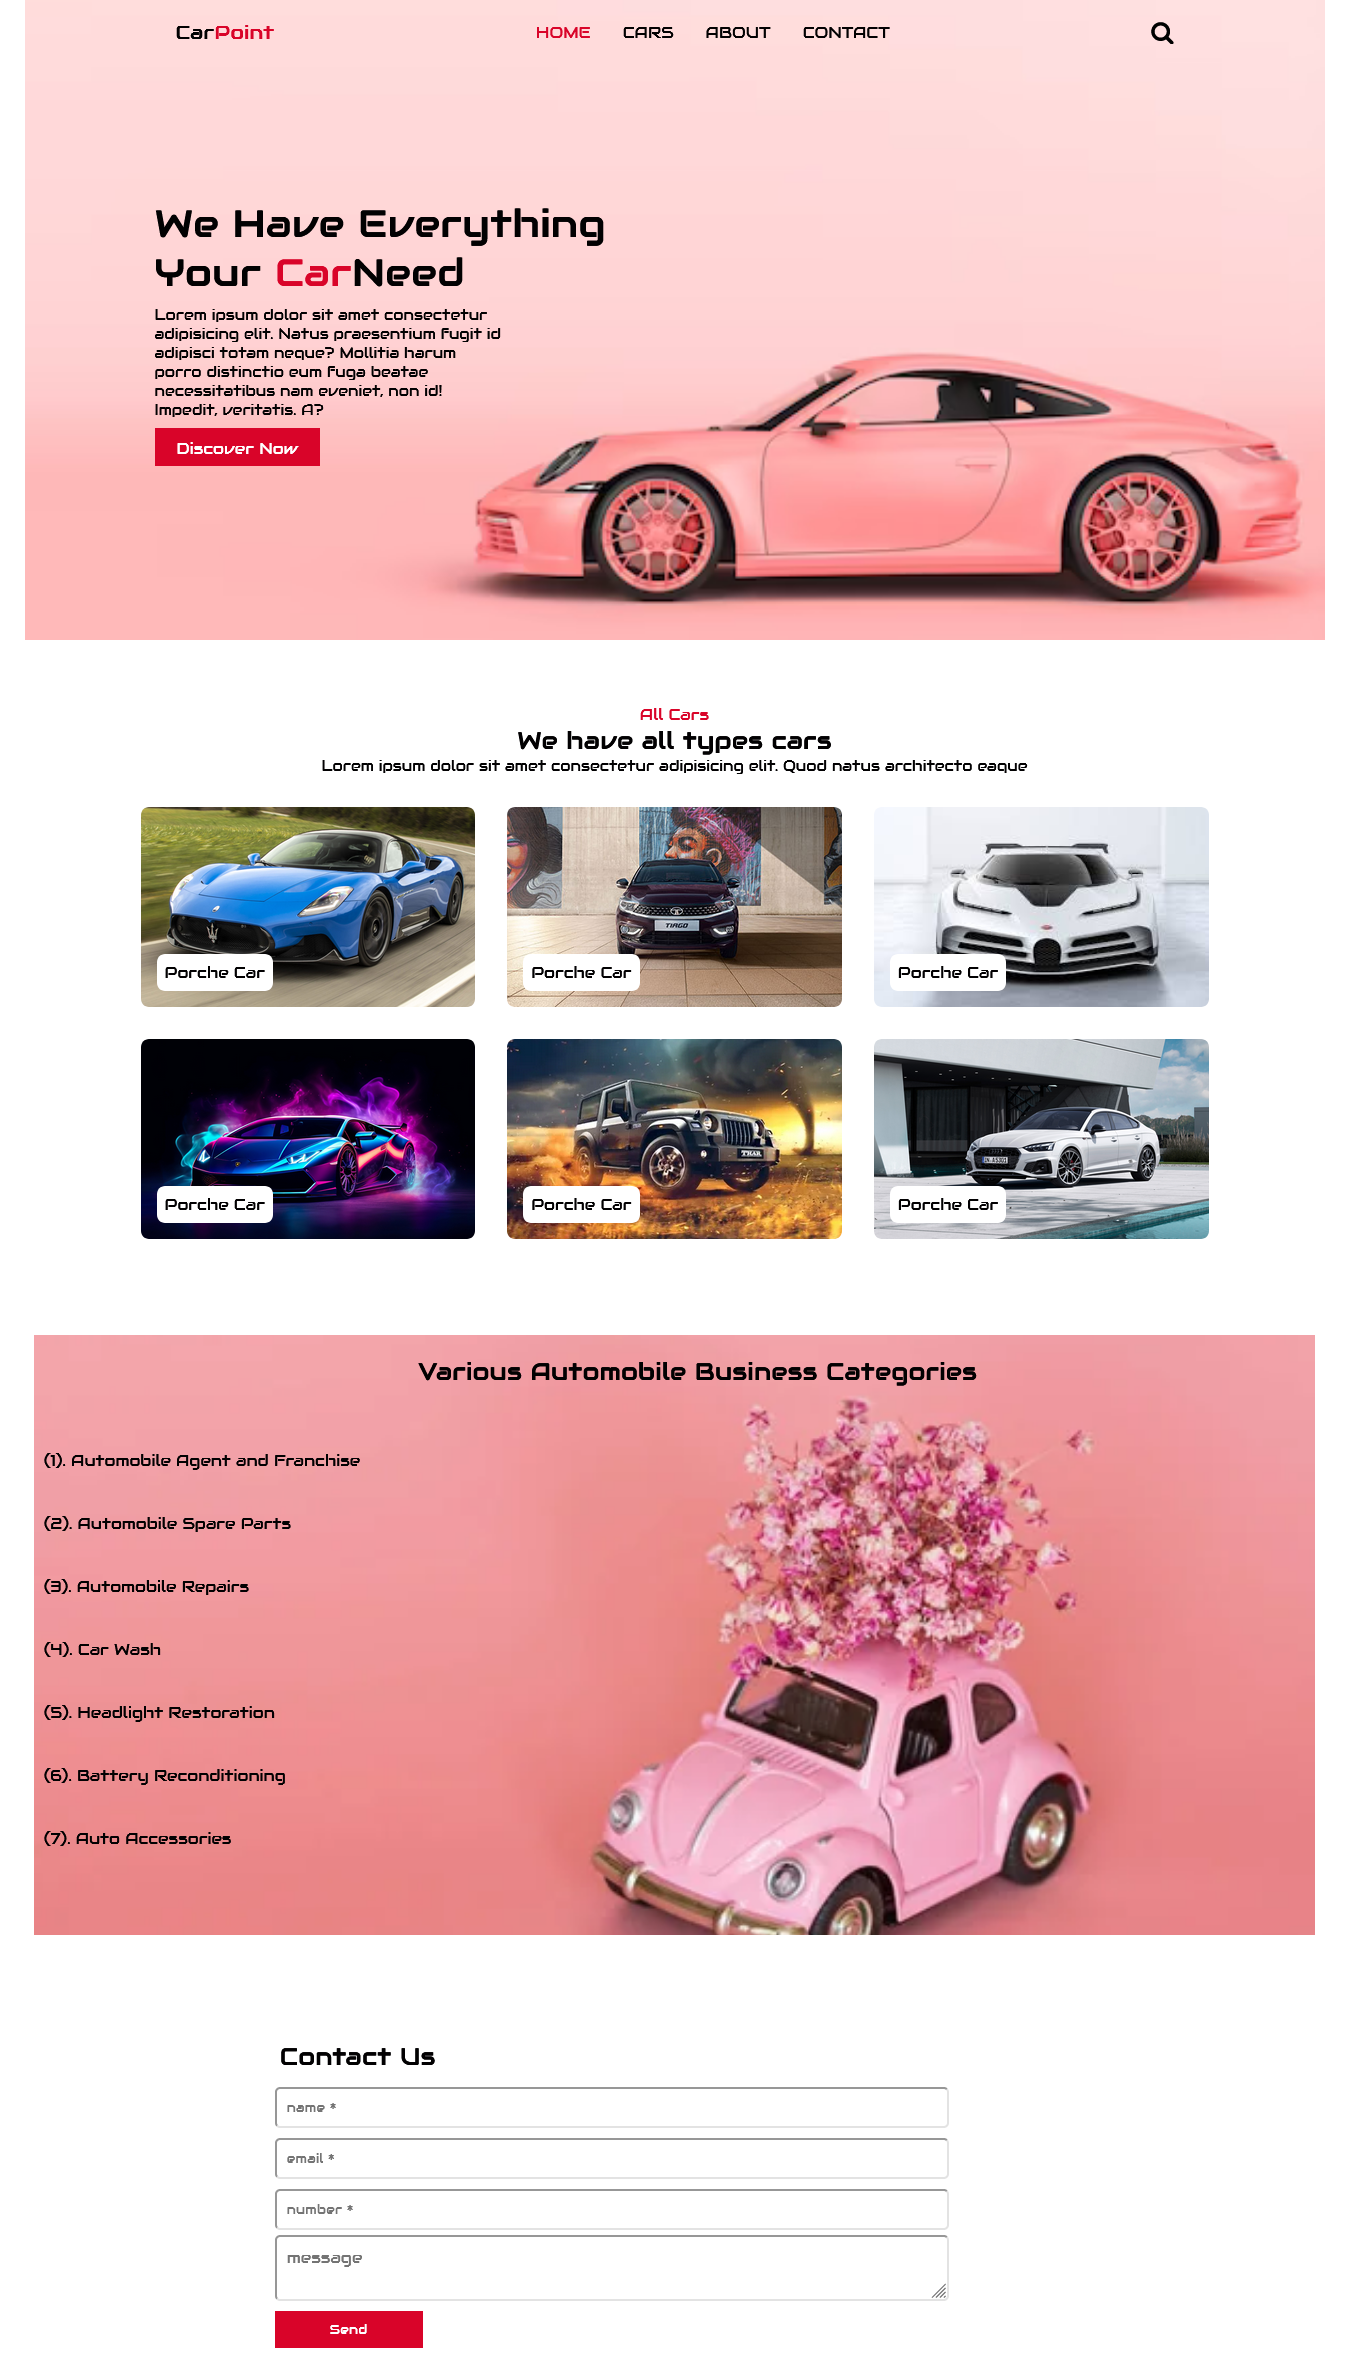 CarPoint HOME CARS ABOUT CONTACT
We Have Everything
Your CarNeed
Lorem ipsum dolor sit amet consectetur
adipisicing elit. Natus praesentium fugit id
adipisci totam neque? Mollitia harum
porro distinctio eum fuga beatae
necessitatibus nam eveniet, non id!
Impedit, veritatis. A?
Discover Now
All Cars
We have all types cars
Lorem ipsum dolor sit amet consectetur adipisicing elit. Quod natus architecto eaque
TIAGO
Porche Car
Porche Car
Porche Car
THAR
Porche Car
Porche Car
Porche Car
Various Automobile Business Categories
(1). Automobile Agent and Franchise
(2). Automobile Spare Parts
(3). Automobile Repairs
(4). Car Wash
(5). Headlight Restoration
(6). Battery Reconditioning
(7). Auto Accessories
Contact Us
name *
email *
number *
message
Send